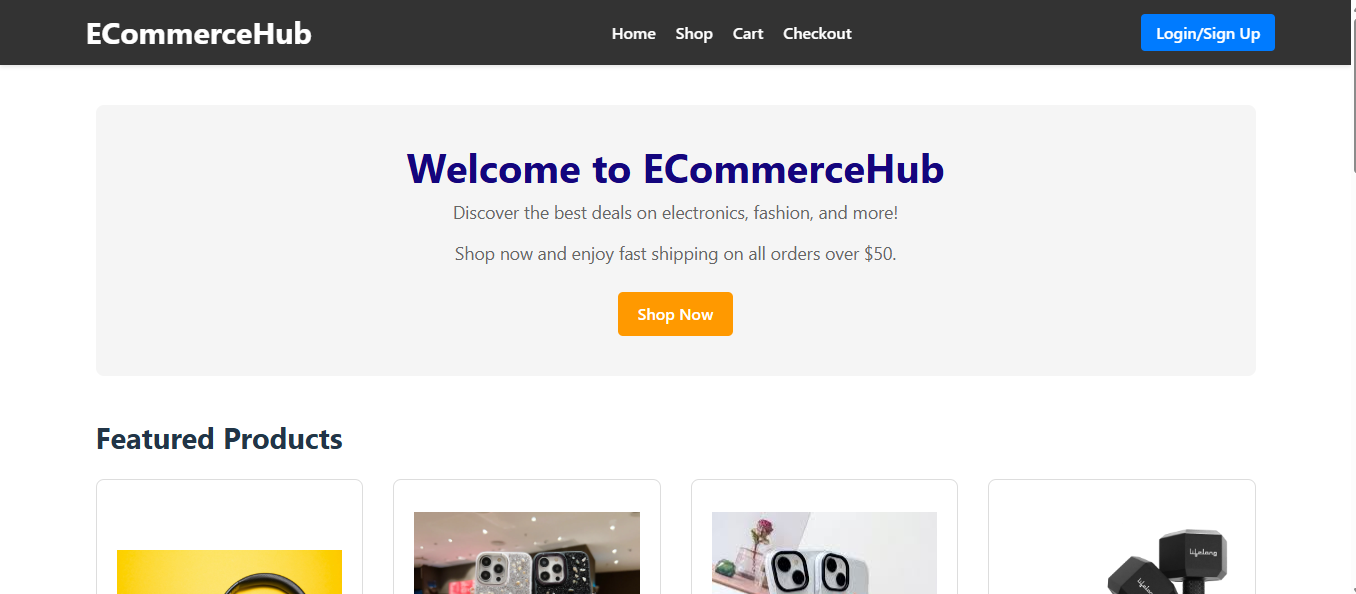 ECommerceHub
Home Shop Cart Checkout
Login/Sign Up
Welcome to ECommerceHub
Discover the best deals on electronics, fashion, and more!
Shop now and enjoy fast shipping on all orders over $50.
Shop Now
Featured Products
lifelong
lifelong